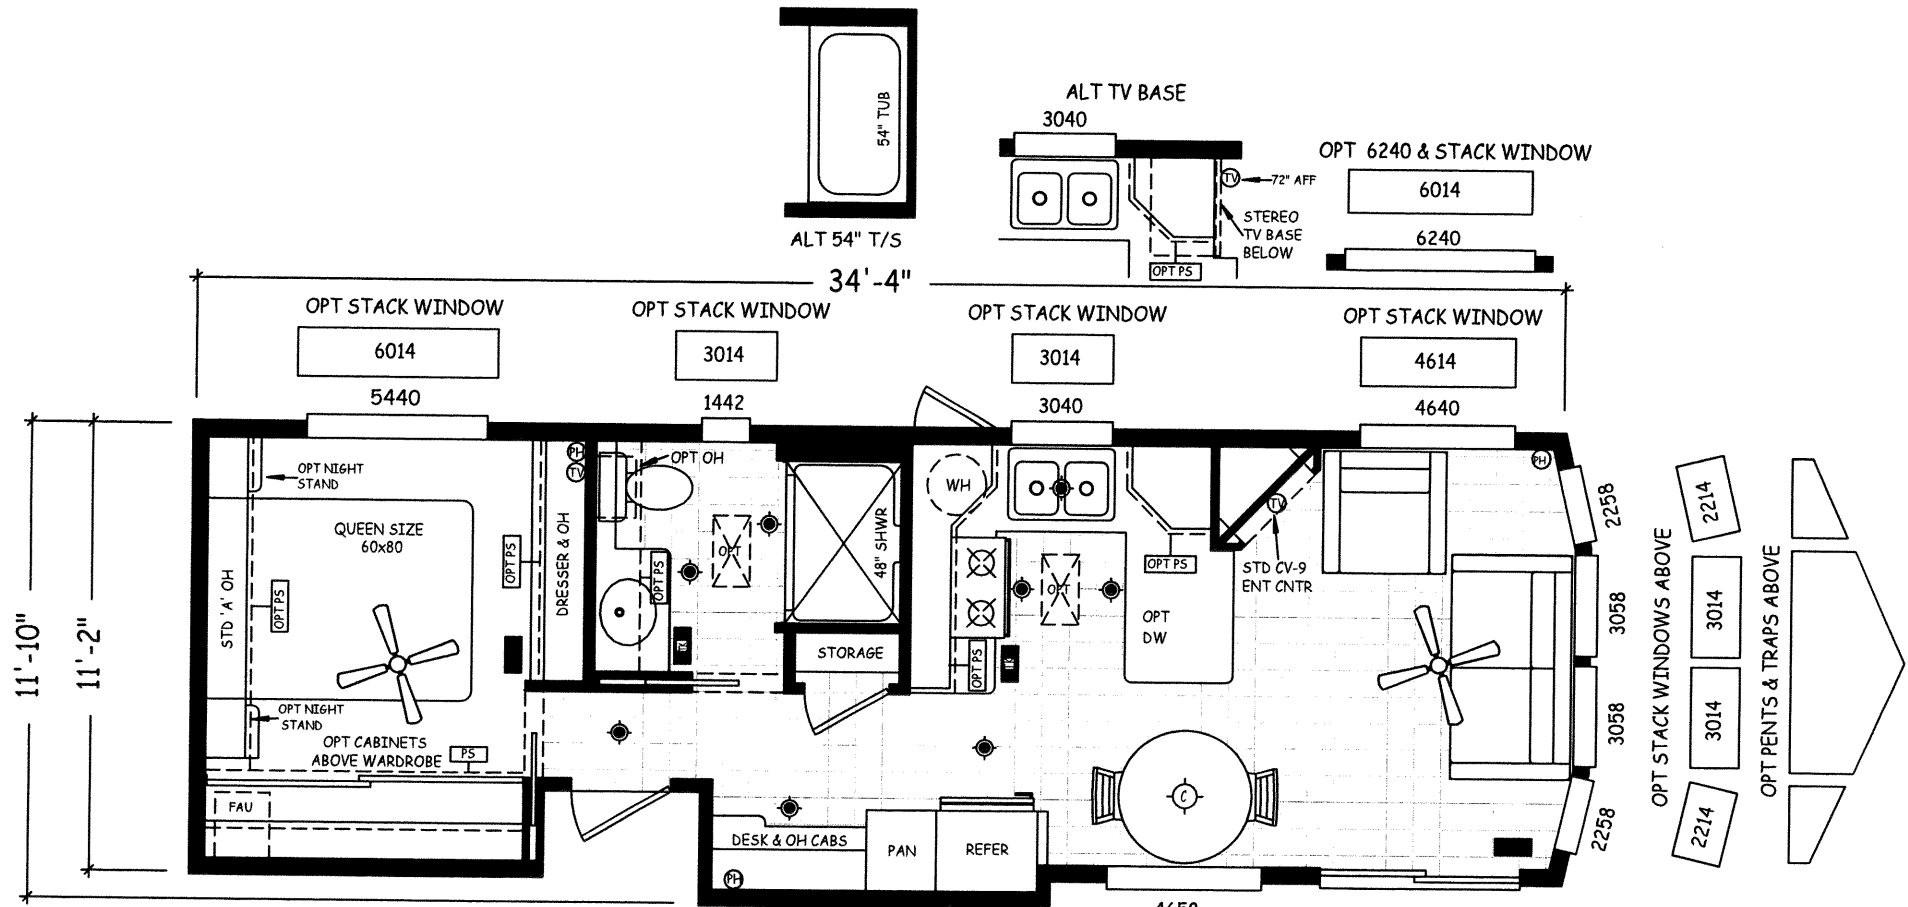 54" TUB
ALT 54" T/S
ALT TV BASE
3040
TV
72" AFF
STEREO
TV BASE
BELOW
OPT PS
OPT 6240 & STACK WINDOW
6014
6240
34'-4"
OPT STACK WINDOW
6014
5440
OPT STACK WINDOW
3014
1442
OPT STACK WINDOW
3014
3040
OPT STACK WINDOW
4614
4640
11'-10"
11'-2"
OPT NIGHT
STAND
QUEEN SIZE
60x80
STD 'A' OH
OPT PS
OPT PS
DRESSER & OH
PH
TV
OPT NIGHT
STAND
OPT CABINETS
ABOVE WARDROBE
PS
FAU
OPT OH
OPT
OPT PS
48" SHWR
STORAGE
WH
OPT
OPT PS
OPT PS
OPT
DW
TV
STD CV-9
ENT CNTR
PH
C
DESK & OH CABS
PH
PAN
REFER
4650
2258
3058
3058
2258
OPT STACK WINDOWS ABOVE
2214
3014
3014
2214
OPT PENTS & TRAPS ABOVE